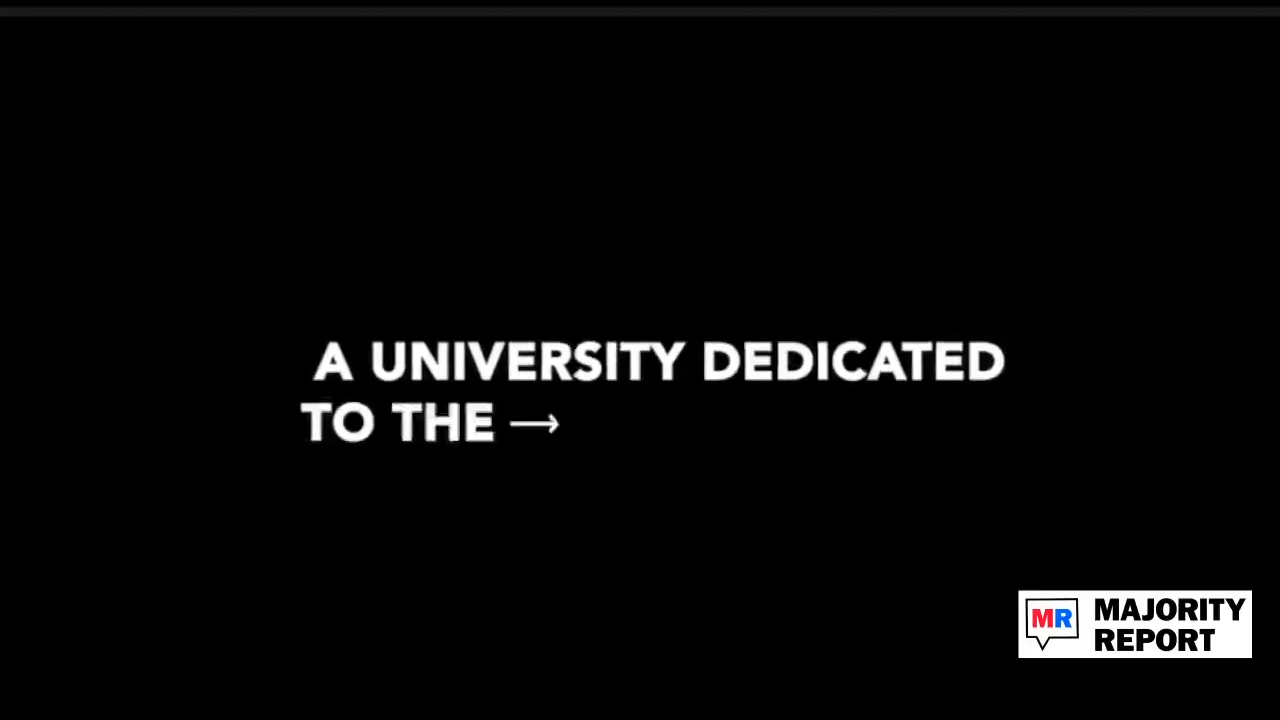 A UNIVERSITY DEDICATED
TO THE →
MR
MAJORITY
REPORT